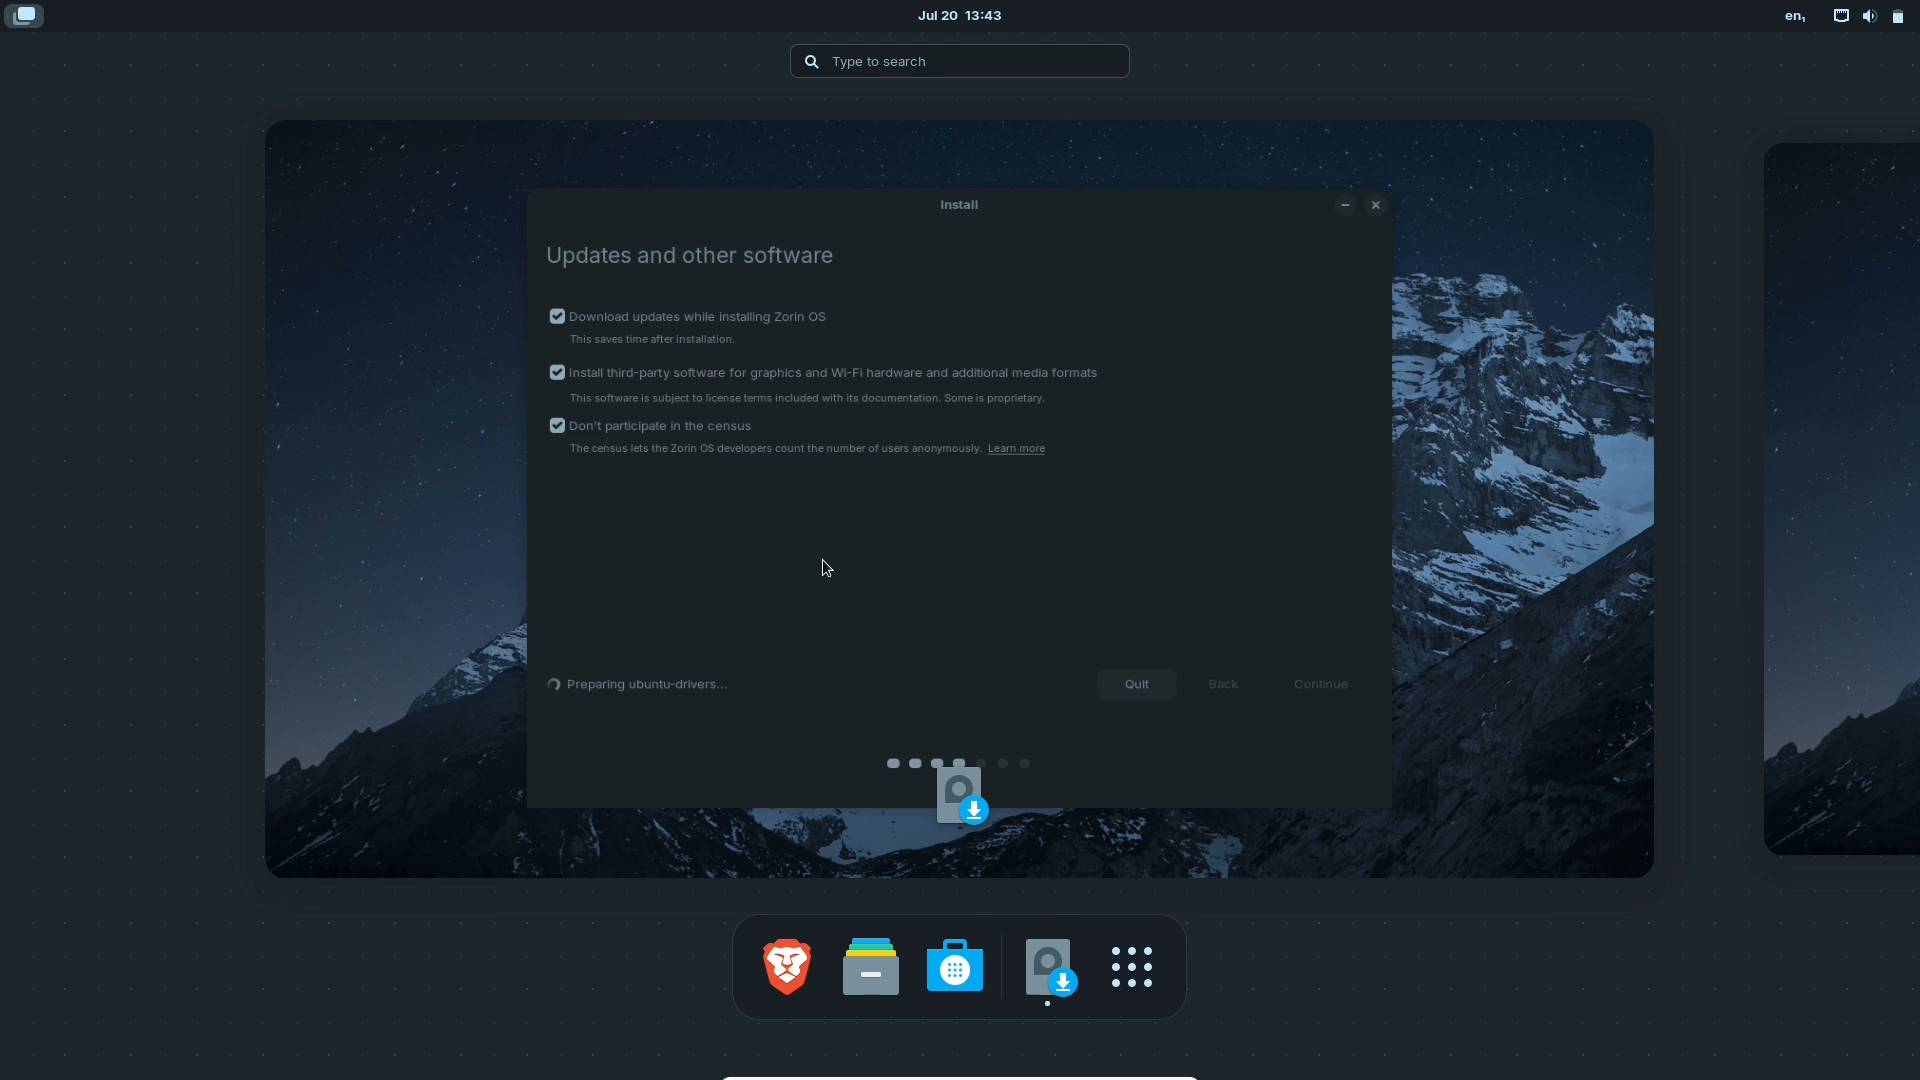 Jul 20 13:43
en₁
Type to search
Install
Updates and other software
Download updates while installing Zorin OS
This saves time after installation.
Install third-party software for graphics and Wi-Fi hardware and additional media formats
This software is subject to license terms included with its documentation. Some is proprietary.
Don't participate in the census
The census lets the Zorin OS developers count the number of users anonymously. Learn more
Preparing ubuntu-drivers...
Quit
Back
Continue